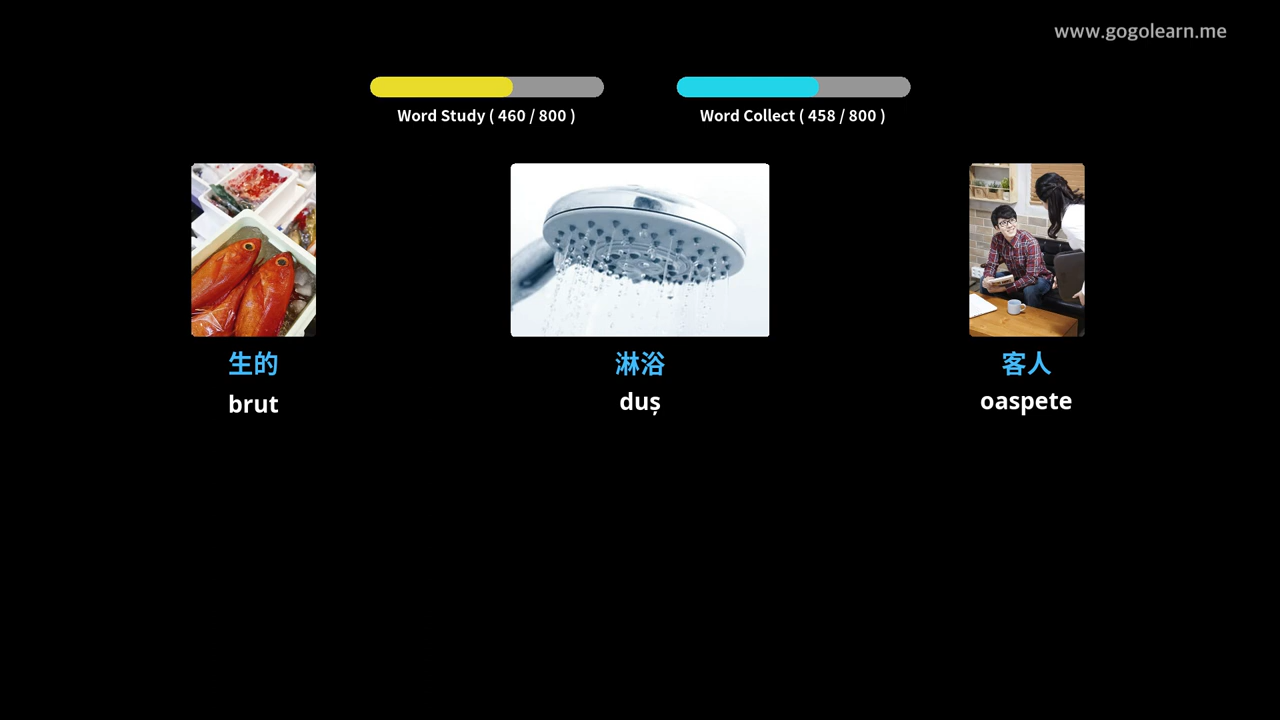 www.gogolearn.me
Word Study ( 460 / 800 )
Word Collect ( 458 / 800 )
生的
brut
淋浴
duș
客人
oaspete